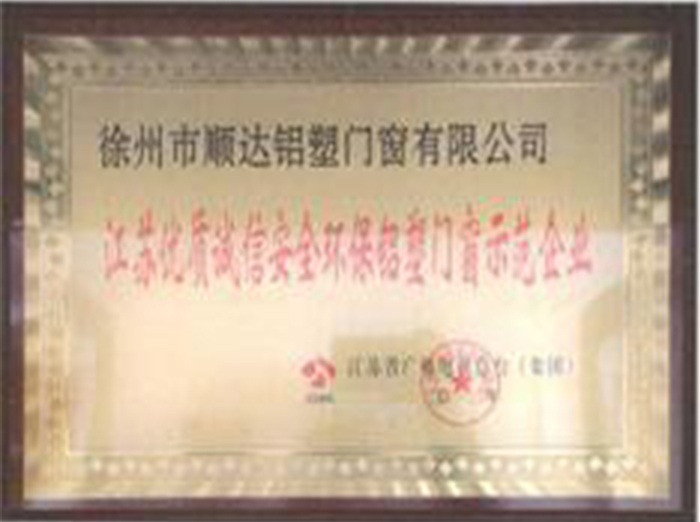 徐州市顺达铝塑门窗有限公司
江苏优质诚信安全环保铝塑门窗示范企业
江苏省广播电视总台（集团）